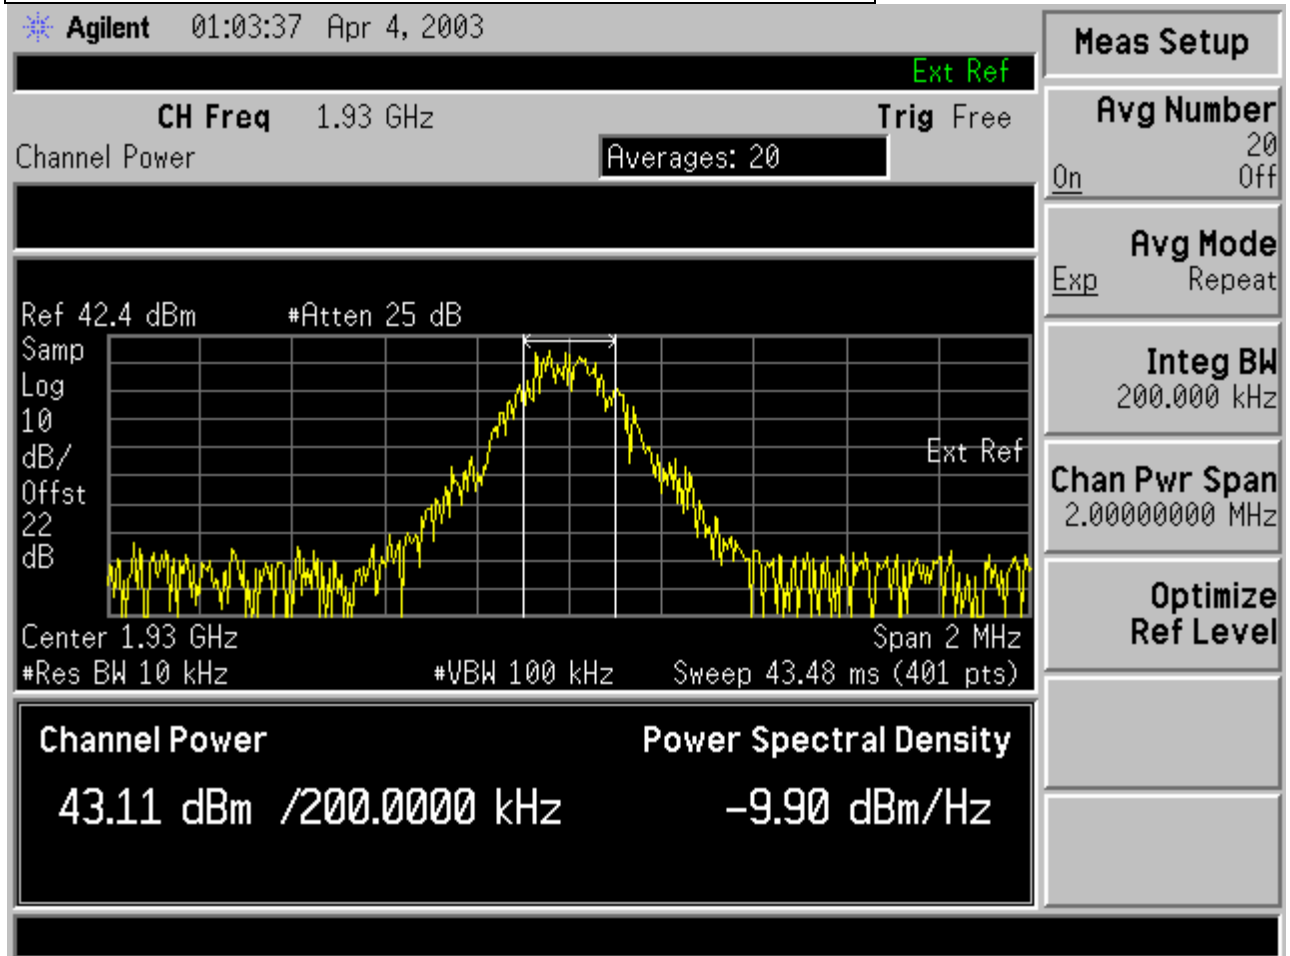 Agilent 01:03:37 Apr 4, 2003
Ext Ref
CH Freq 1.93 GHz Trig Free
Channel Power Averages: 20
Ref 42.4 dBm #Atten 25 dB
Samp
Log
10
dB/
Offst
22
dB
Ext Ref
Center 1.93 GHz Span 2 MHz
#Res BW 10 kHz #VBW 100 kHz Sweep 43.48 ms (401 pts)
Channel Power Power Spectral Density
43.11 dBm /200.0000 kHz -9.90 dBm/Hz
Meas Setup
Avg Number
20
On Off
Avg Mode
Exp Repeat
Integ BW
200.000 kHz
Chan Pwr Span
2.00000000 MHz
Optimize
Ref Level